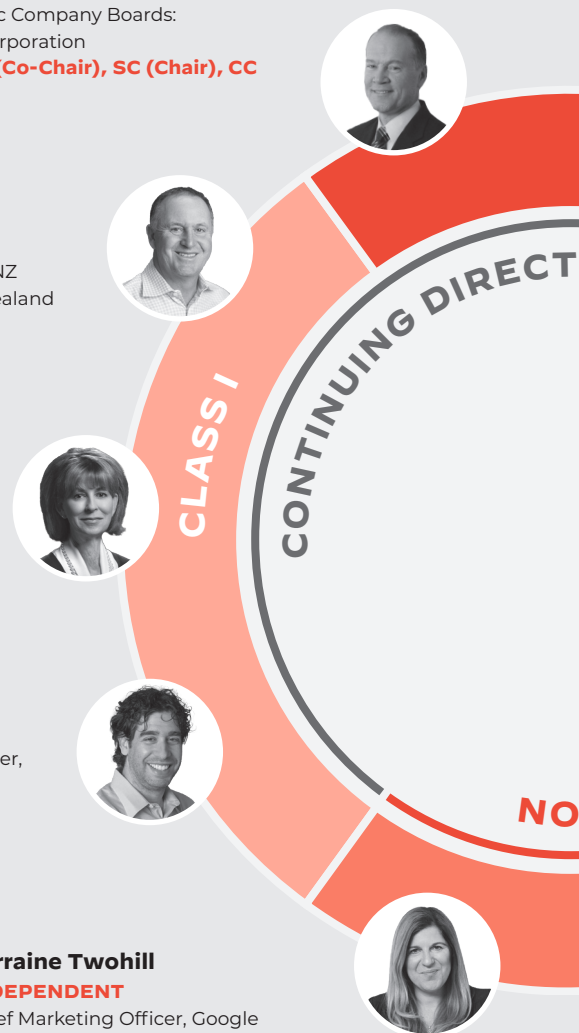 c Company Boards:
rporation
(Co-Chair), SC (Chair), CC
NZ
ealand
CLASS I
CONTINUING DIRECT
er,
NO
rraine Twohill
DEPENDENT
ef Marketing Officer, Google